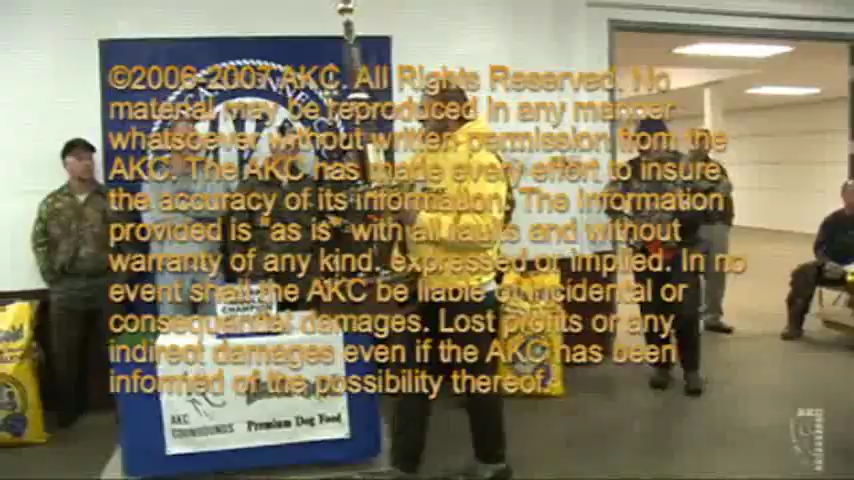 ©2006-2007 AKC. All Rights Reserved. No
material may be reproduced in any manner
whatsoever without written permission from the
AKC. The AKC has made every effort to insure
the accuracy of its information. The Information
provided is "as is" with all faults and without
warranty of any kind, expressed or implied. In no
event shall the AKC be liable of incidental or
consequental damages. Lost profits or any
indirect damages even if the AKC has been
informed of the possibility thereof.
AKC
COONHOUNDS
Premium Dog Food
AKC